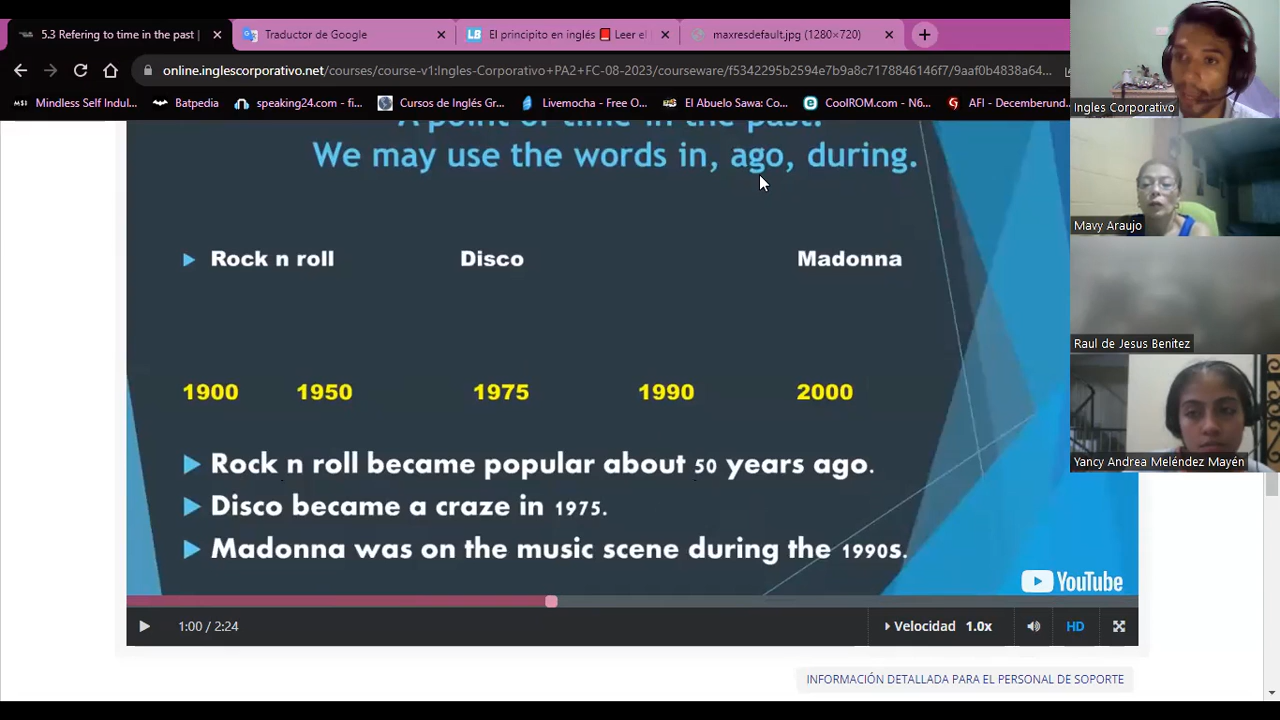 5.3 Refering to time in the past |
Traductor de Google
El principito en inglés 📕 Leer el
maxresdefault.jpg (1280×720)
online.inglescorporativo.net/courses/course-v1:Ingles-Corporativo+PA2+FC-08-2023/courseware/f5342295b2594e7b9a8c7178846146f7/9aaf0b4838a64...
Mindless Self Indul...
Batpedia
speaking24.com - fi...
Cursos de Inglés Gr...
Livemocha - Free O...
El Abuelo Sawa: Co...
CoolROM.com - N6...
AFI - Decemberund...
A point of time in the past.
We may use the words in, ago, during.
Rock n roll Disco Madonna
1900 1950 1975 1990 2000
Rock n roll became popular about 50 years ago.
Disco became a craze in 1975.
Madonna was on the music scene during the 1990s.
YouTube
1:00 / 2:24
Velocidad 1.0x
HD
INFORMACIÓN DETALLADA PARA EL PERSONAL DE SOPORTE
Ingles Corporativo
Mavy Araujo
Raul de Jesus Benitez
Yancy Andrea Meléndez Mayén